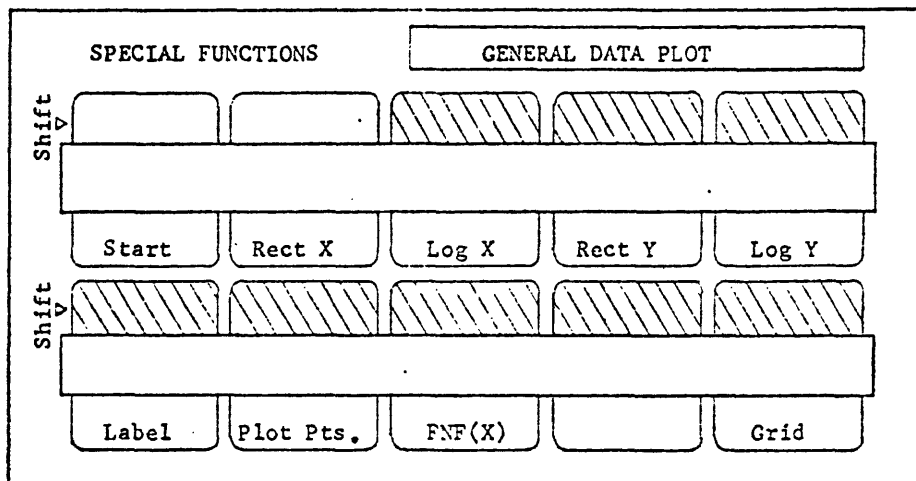 SPECIAL FUNCTIONS GENERAL DATA PLOT
Shift
Start Rect X Log X Rect Y Log Y
Shift
Label Plot Pts. FNF(X) Grid